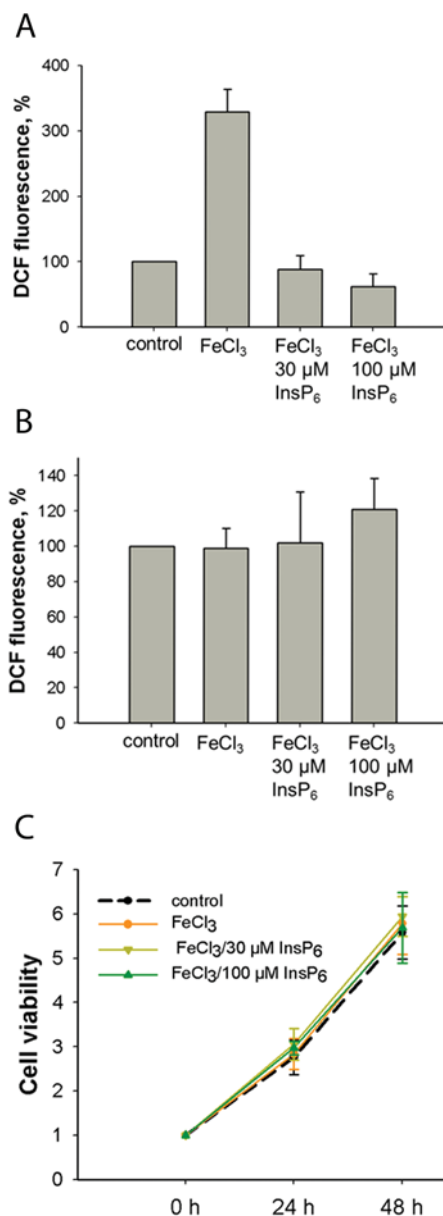 A
DCF fluorescence, %
400
300
200
100
0
control
FeCl₃
FeCl₃
30 µM
InsP₆
FeCl₃
100 µM
InsP₆
B
DCF fluorescence, %
140
120
100
80
60
40
20
0
control
FeCl₃
FeCl₃
30 µM
InsP₆
FeCl₃
100 µM
InsP₆
C
Cell viability
7
6
5
4
3
2
1
0
control
FeCl₃
FeCl₃/30 µM InsP₆
FeCl₃/100 µM InsP₆
0 h
24 h
48 h